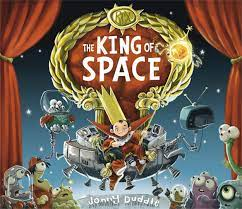 THE KING OF
SPACE
Jonny Duddle